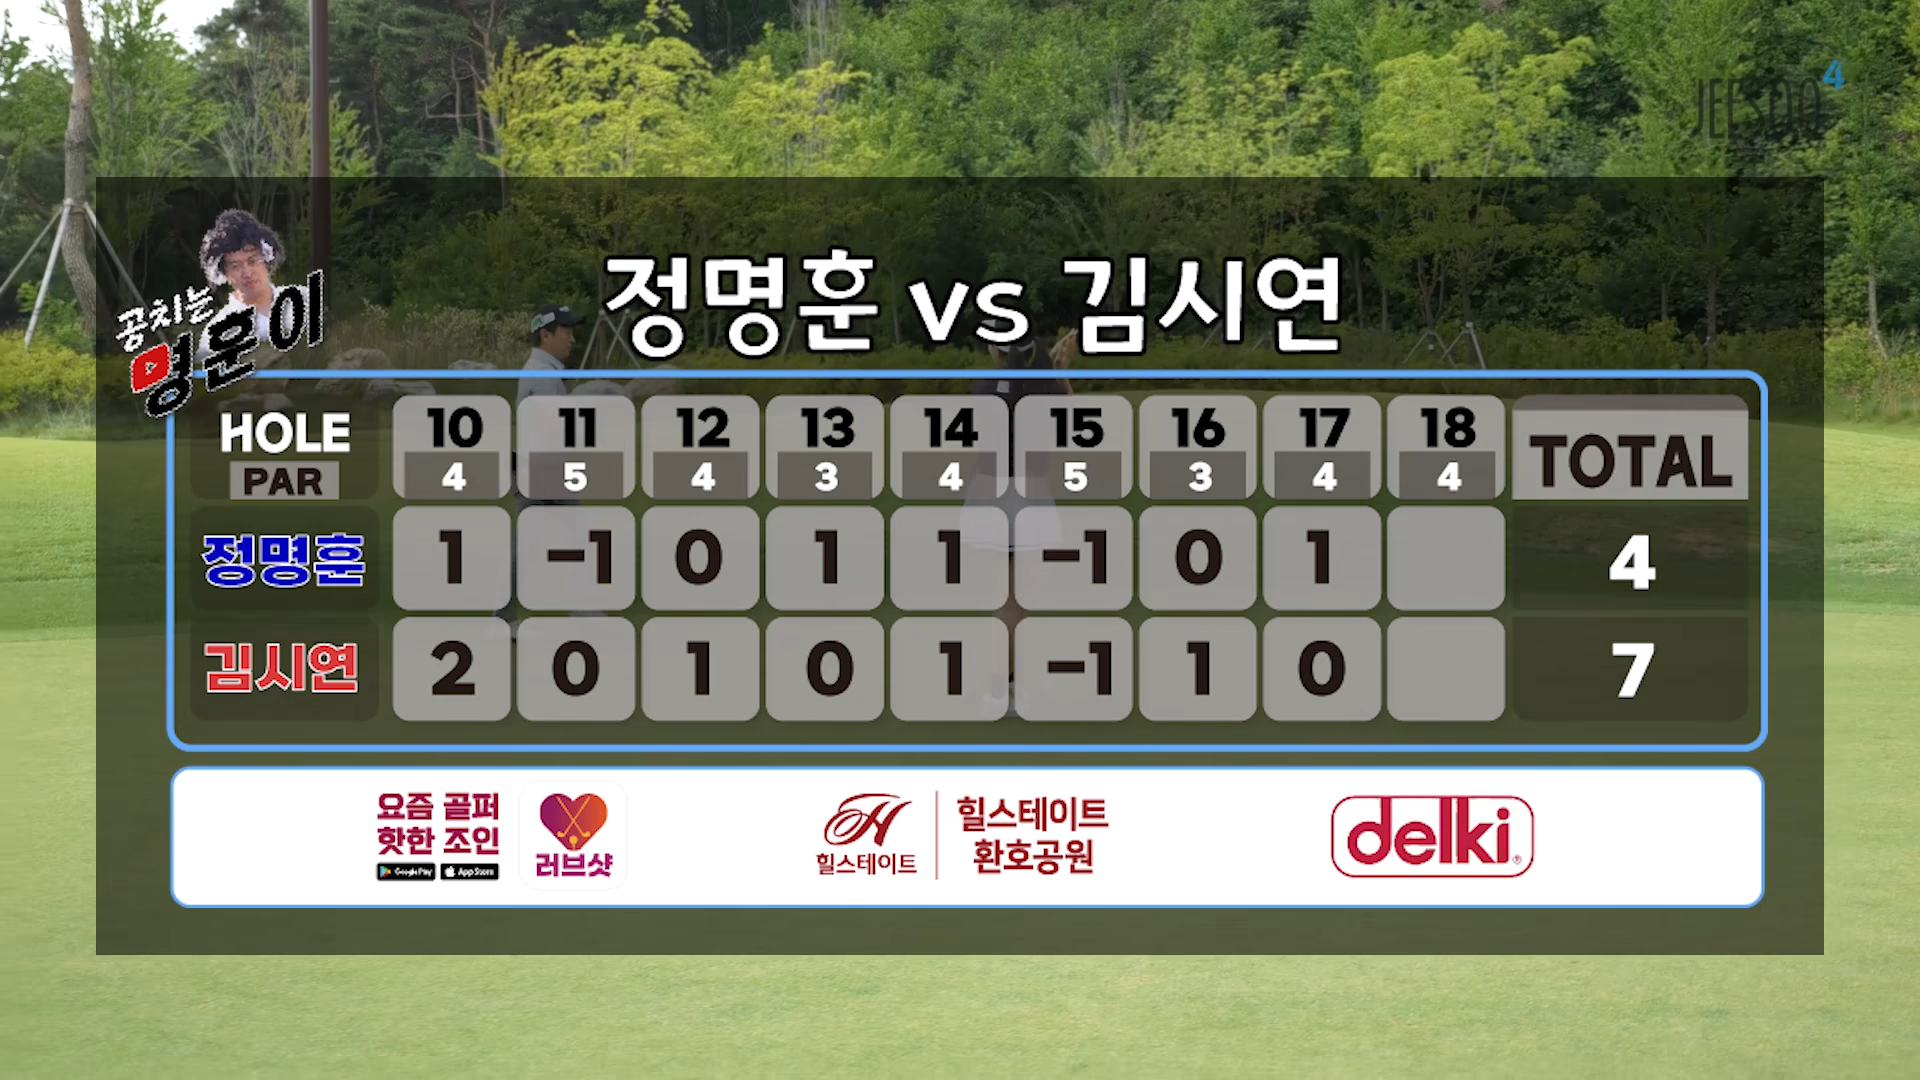 JEESOO4
공치는
명훈이
정명훈 vs 김시연
HOLE 10 11 12 13 14 15 16 17 18 TOTAL
PAR 4 5 4 3 4 5 3 4 4
정명훈 1 -1 0 1 1 -1 0 1 4
김시연 2 0 1 0 1 -1 1 0 7
요즘 골퍼
핫한 조인
Google Play App Store
러브샷
힐스테이트
힐스테이트
환호공원
delki